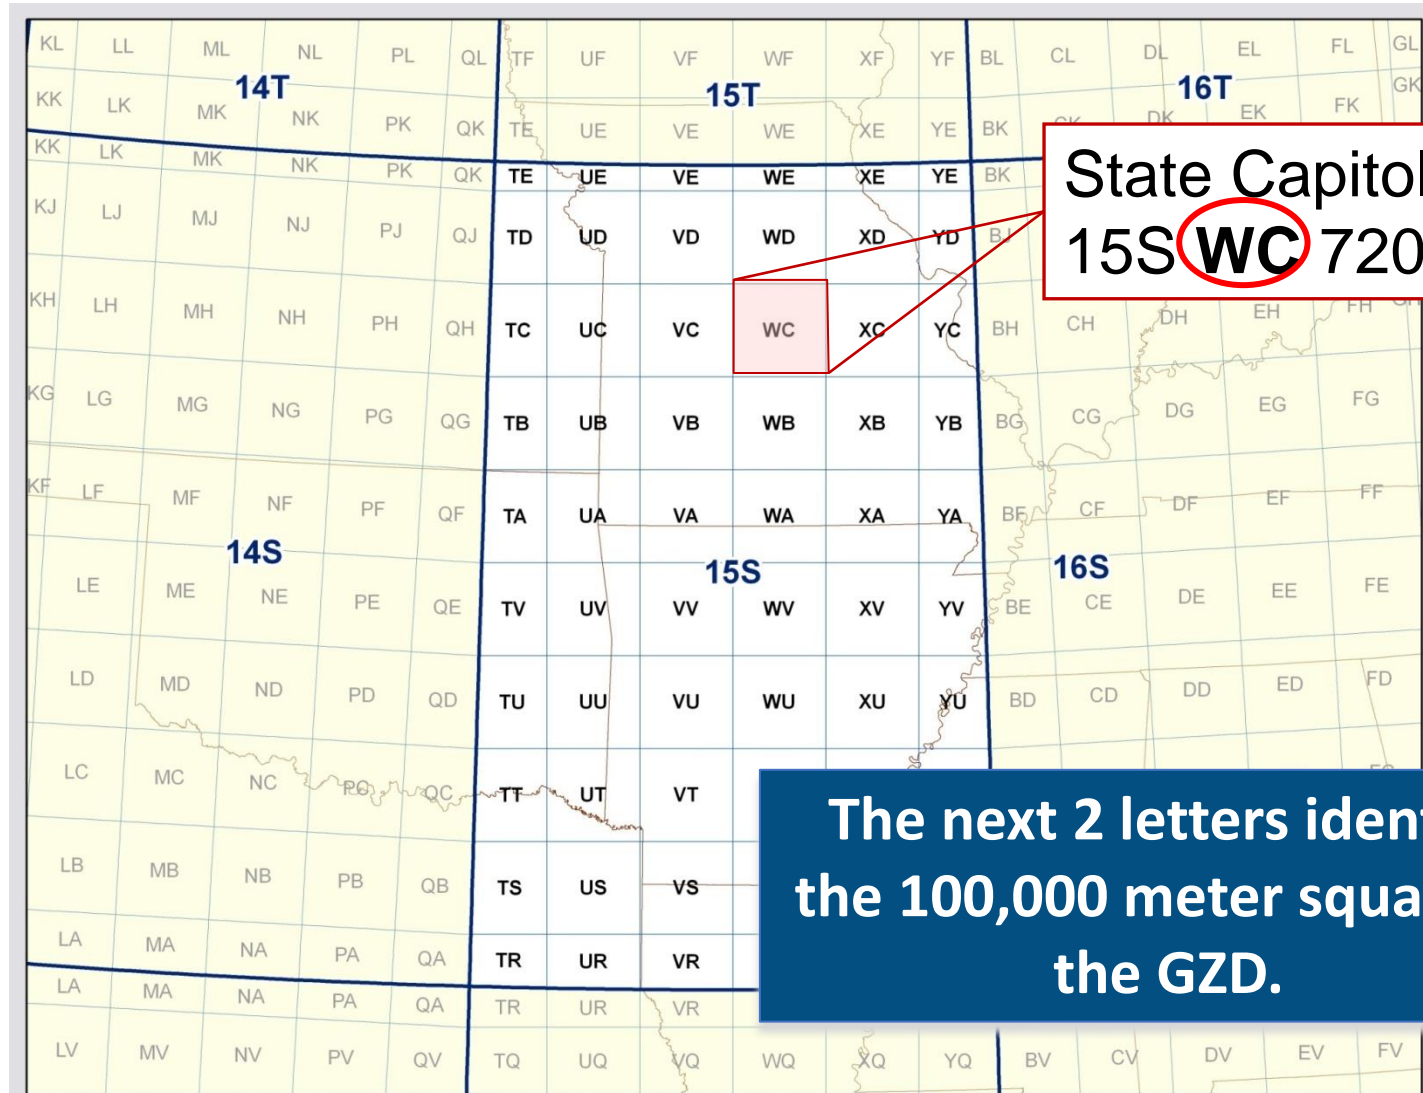 KL LL ML NL PL QL TF UF VF WF XF YF BL CL DL EL FL GL
14T 15T 16T
KK LK MK NK PK QK TE UE VE WE XE YE BK DK EK FK GK
KK LK MK NK PK QK TE UE VE WE XE YE BK
State Capitol
15S WC 720
KJ LJ MJ NJ PJ QJ TD UD VD WD XD YD BJ
KH LH MH NH PH QH TC UC VC WC XC YC BH CH DH EH FH
KG LG MG NG PG QG TB UB VB WB XB YB BG CG DG EG FG
KF LF MF NF PF QF TA UA VA WA XA YA BF CF DF EF FF
14S 15S 16S
LE ME NE PE QE TV UV VV WV XV YV BE CE DE EE FE
LD MD ND PD QD TU UU VU WU XU YU BD CD DD ED FD
LC MC NC PC QC TT UT VT
The next 2 letters ident
the 100,000 meter squa
the GZD.
LB MB NB PB QB TS US VS
LA MA NA PA QA TR UR VR
LA MA NA PA QA TR UR VR
LV MV NV PV QV TQ UQ VQ WQ XQ YQ BV CV DV EV FV